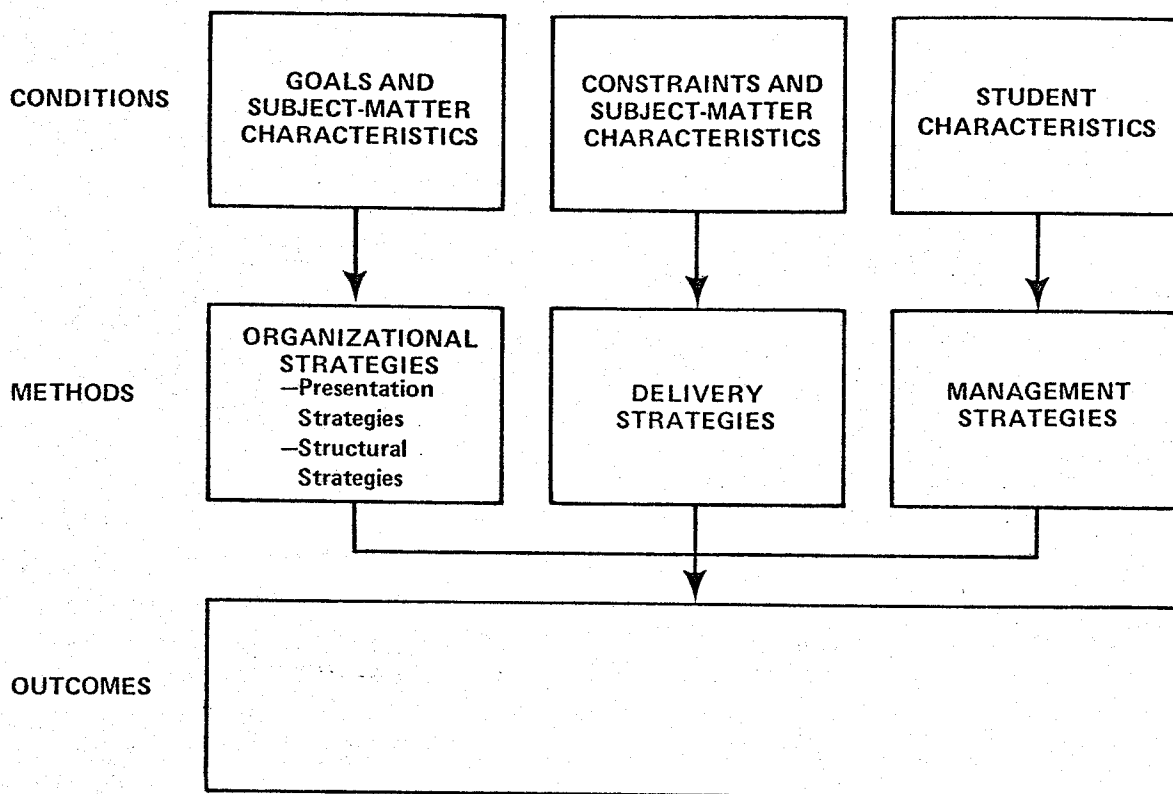 CONDITIONS
GOALS AND
SUBJECT-MATTER
CHARACTERISTICS
CONSTRAINTS AND
SUBJECT-MATTER
CHARACTERISTICS
STUDENT
CHARACTERISTICS
METHODS
ORGANIZATIONAL
STRATEGIES
—Presentation
Strategies
—Structural
Strategies
DELIVERY
STRATEGIES
MANAGEMENT
STRATEGIES
OUTCOMES